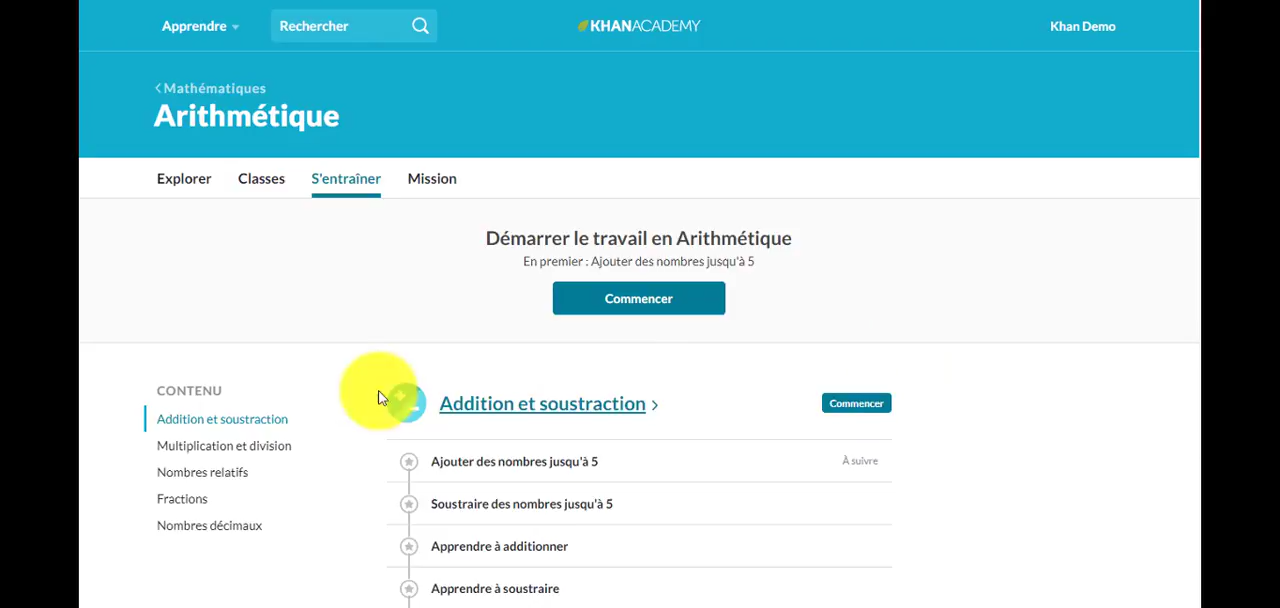 Apprendre
Rechercher
KHANACADEMY
Khan Demo
Mathématiques
Arithmétique
Explorer
Classes
S'entraîner
Mission
Démarrer le travail en Arithmétique
En premier : Ajouter des nombres jusqu'à 5
Commencer
CONTENU
Addition et soustraction
Multiplication et division
Nombres relatifs
Fractions
Nombres décimaux
Addition et soustraction
Commencer
Ajouter des nombres jusqu'à 5
À suivre
Soustraire des nombres jusqu'à 5
Apprendre à additionner
Apprendre à soustraire